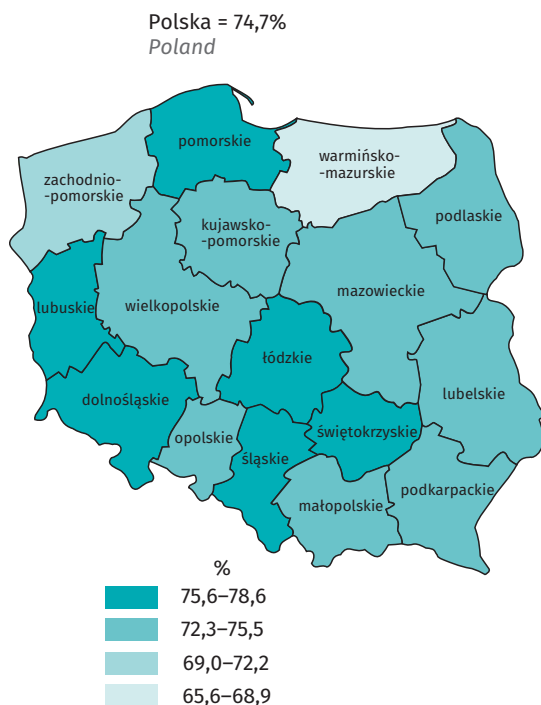 Polska = 74,7%
Poland
pomorskie
warmińsko-
-mazurskie
zachodnio-
-pomorskie
podlaskie
kujawsko-
-pomorskie
mazowieckie
lubuskie
wielkopolskie
łódzkie
dolnośląskie
lubelskie
opolskie
świętokrzyskie
śląskie
podkarpackie
małopolskie
%
75,6–78,6
72,3–75,5
69,0–72,2
65,6–68,9